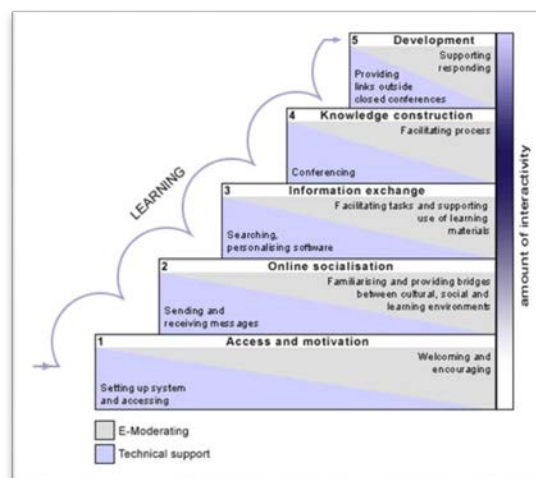 5 Development
Supporting
responding
Providing
links outside
closed conferences
4 Knowledge construction
Facilitating process
Conferencing
3 Information exchange
Facilitating tasks and supporting
use of learning
materials
Searching,
personalising software
2 Online socialisation
Familiarising and providing bridges
between cultural, social and
learning environments
Sending and
receiving messages
1 Access and motivation
Welcoming and
encouraging
Setting up system
and accessing
LEARNING
amount of interactivity
E-Moderating
Technical support